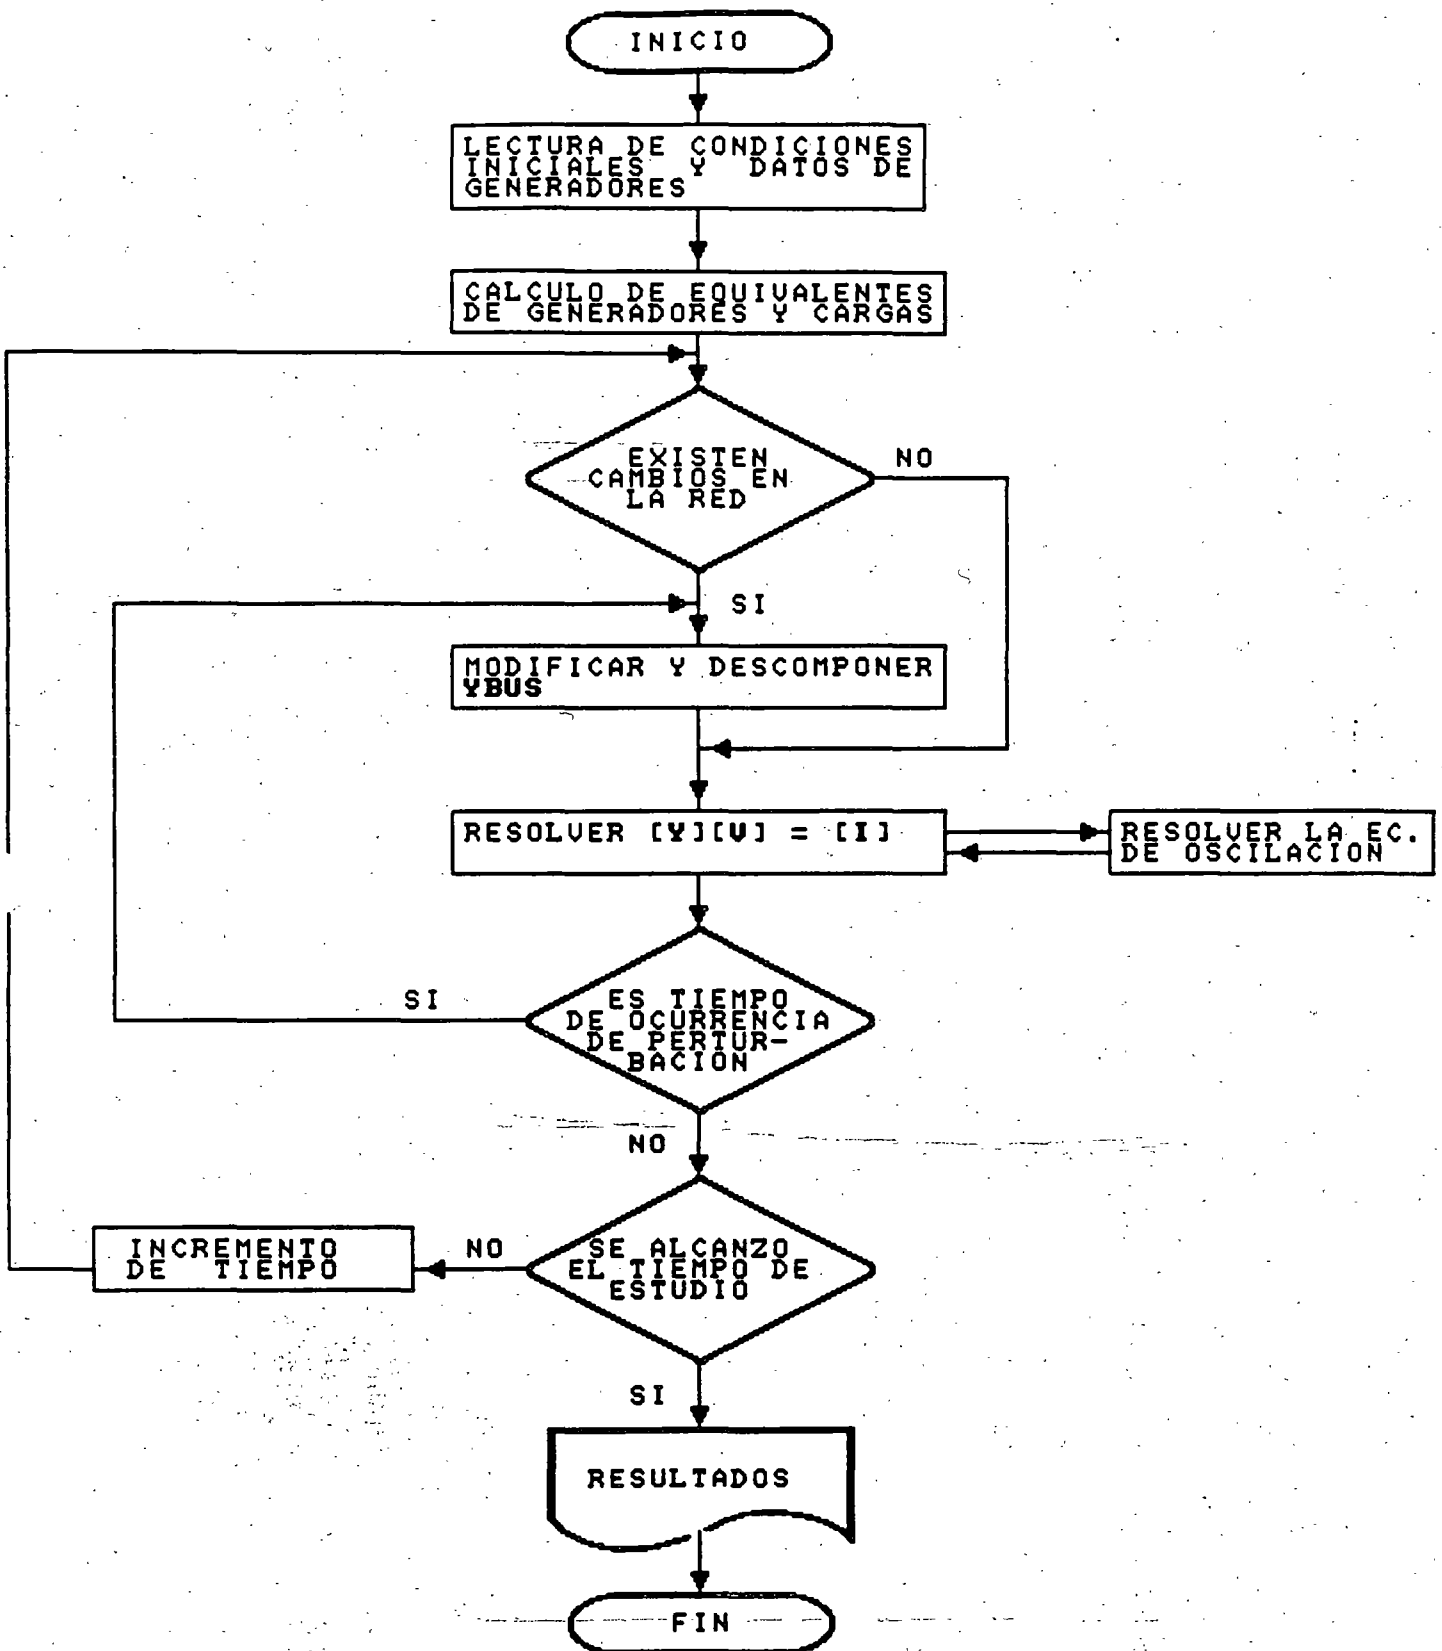 INICIO
LECTURA DE CONDICIONES
INICIALES Y DATOS DE
GENERADORES
CALCULO DE EQUIVALENTES
DE GENERADORES Y CARGAS
EXISTEN
CAMBIOS EN
LA RED
NO
SI
MODIFICAR Y DESCOMPONER
YBUS
RESOLVER [Y][V] = [I]
RESOLVER LA EC.
DE OSCILACION
SI
ES TIEMPO
DE OCURRENCIA
DE PERTUR-
BACION
NO
INCREMENTO
DE TIEMPO
NO
SE ALCANZO
EL TIEMPO DE
ESTUDIO
SI
RESULTADOS
FIN